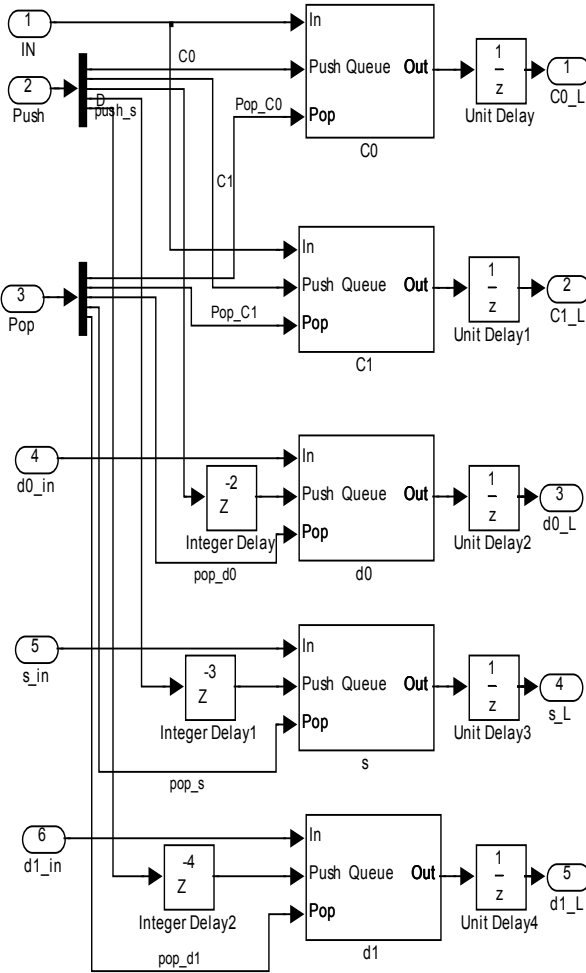 1
IN
In
Push Queue Out
Pop
C0
1
z
Unit Delay
1
C0_L
2
Push
C0
D
push_s
Pop_C0
C1
3
Pop
Pop_C1
In
Push Queue Out
Pop
C1
1
z
Unit Delay1
2
C1_L
4
d0_in
-2
Z
Integer Delay
In
Push Queue Out
Pop
d0
pop_d0
1
z
Unit Delay2
3
d0_L
5
s_in
-3
Z
Integer Delay1
In
Push Queue Out
Pop
s
pop_s
1
z
Unit Delay3
4
s_L
6
d1_in
-4
Z
Integer Delay2
In
Push Queue Out
Pop
d1
pop_d1
1
z
Unit Delay4
5
d1_L